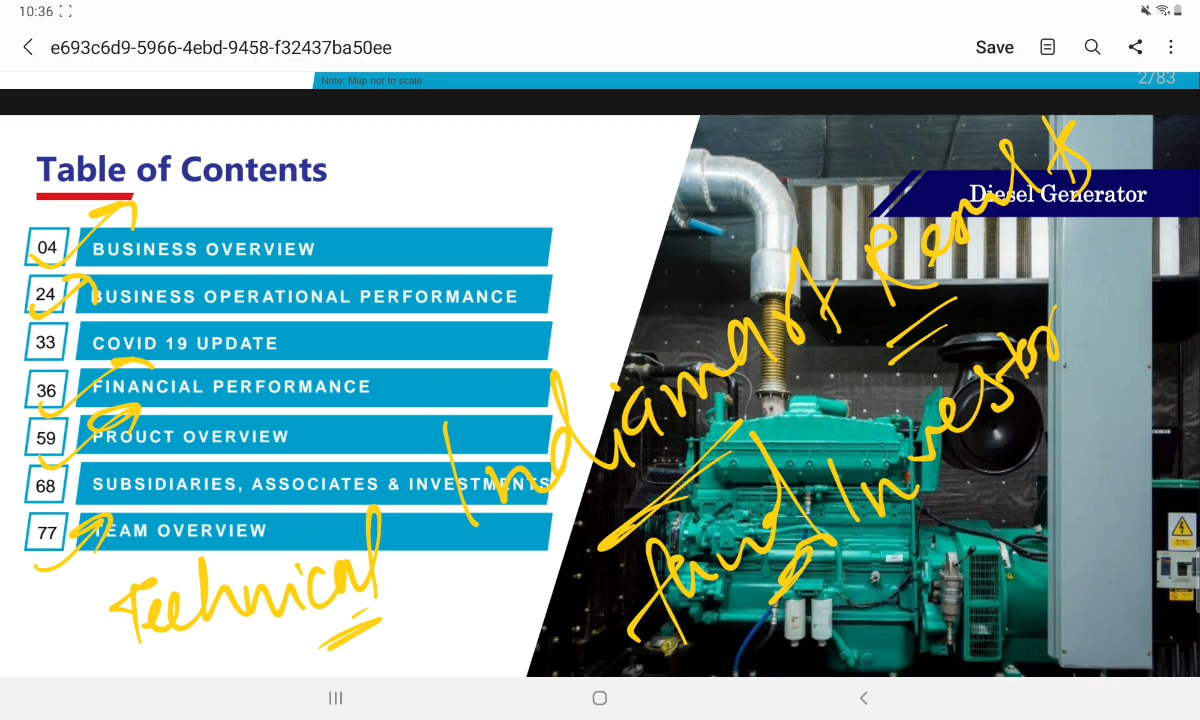 10:36
e693c6d9-5966-4ebd-9458-f32437ba50ee
Save
Note: Map not to scale
2/83
Table of Contents
Diesel Generator
04 BUSINESS OVERVIEW
24 BUSINESS OPERATIONAL PERFORMANCE
33 COVID 19 UPDATE
36 FINANCIAL PERFORMANCE
59 PROUCT OVERVIEW
68 SUBSIDIARIES, ASSOCIATES & INVESTMENTS
77 TEAM OVERVIEW
Indiamart Results
Technical
Investor